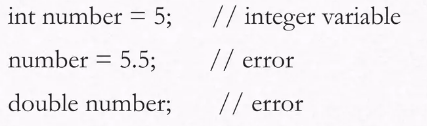 int number = 5; // integer variable
number = 5.5; // error
double number; // error